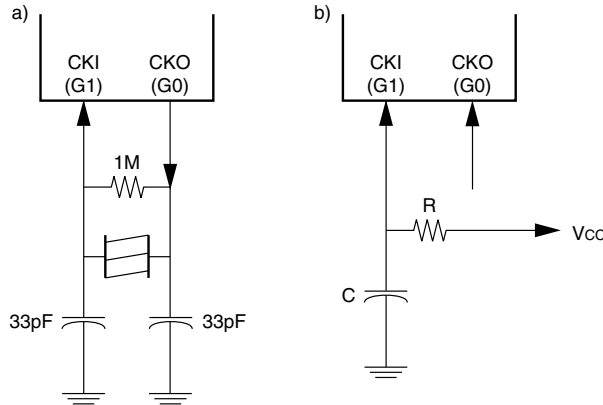 a)
CKI
(G1)
CKO
(G0)
1M
33pF
33pF
b)
CKI
(G1)
CKO
(G0)
R
VCC
C